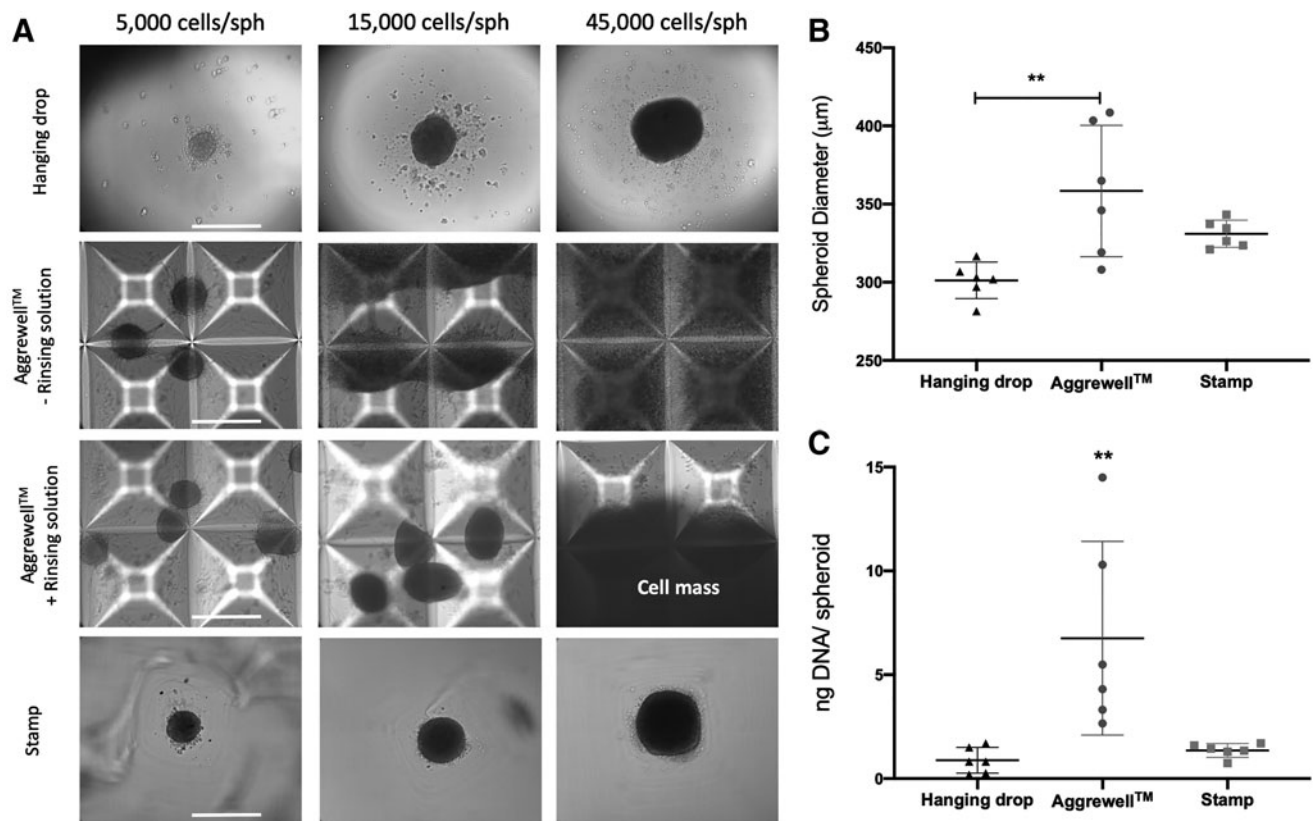 A
5,000 cells/sph
15,000 cells/sph
45,000 cells/sph
Hanging drop
Aggrewell™
- Rinsing solution
Aggrewell™
+ Rinsing solution
Cell mass
Stamp
B
Spheroid Diameter (μm)
450
400
350
300
250
**
Hanging drop
Aggrewell™
Stamp
C
ng DNA/ spheroid
15
10
5
0
**
Hanging drop
Aggrewell™
Stamp